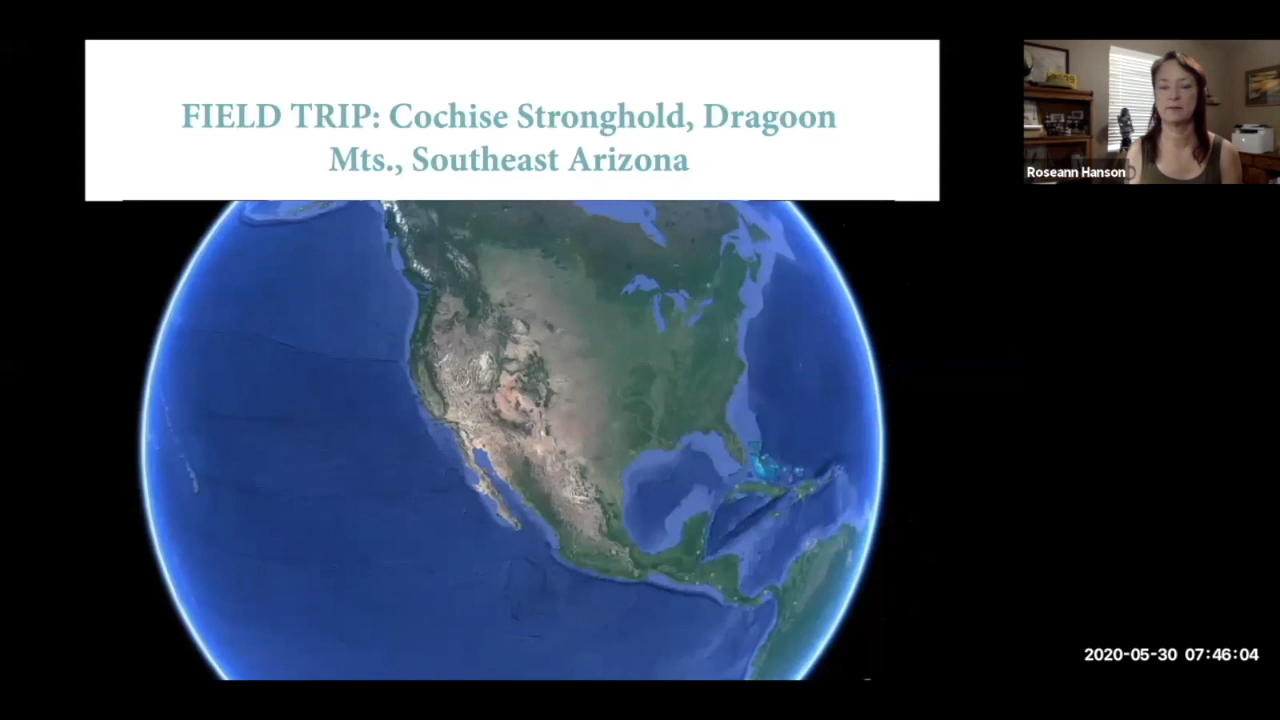 FIELD TRIP: Cochise Stronghold, Dragoon
Mts., Southeast Arizona
Roseann Hanson
2020-05-30 07:46:04